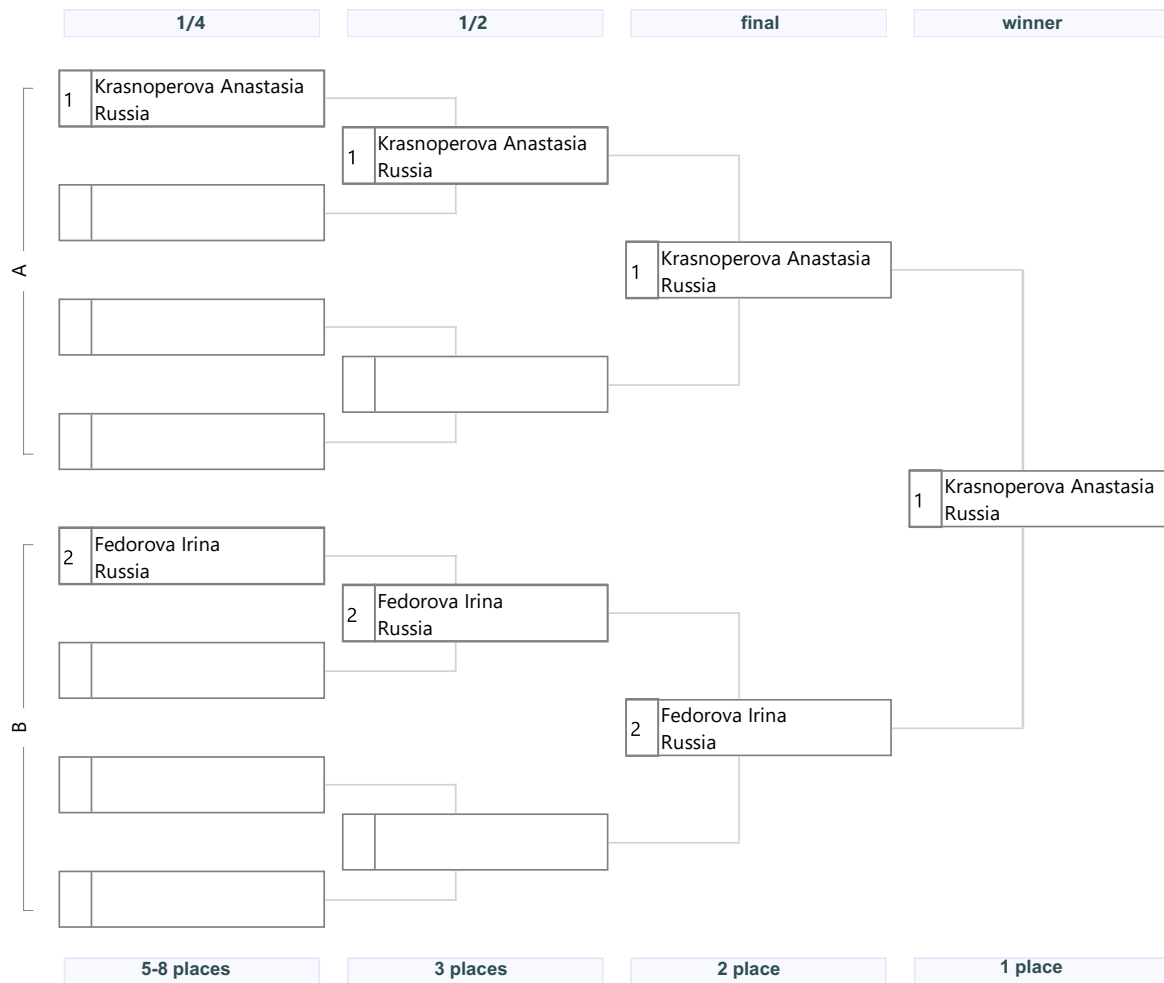 1/4 1/2 final winner
1 Krasnoperova Anastasia
Russia
1 Krasnoperova Anastasia
Russia
A
1 Krasnoperova Anastasia
Russia
1 Krasnoperova Anastasia
Russia
2 Fedorova Irina
Russia
2 Fedorova Irina
Russia
B
2 Fedorova Irina
Russia
5-8 places 3 places 2 place 1 place